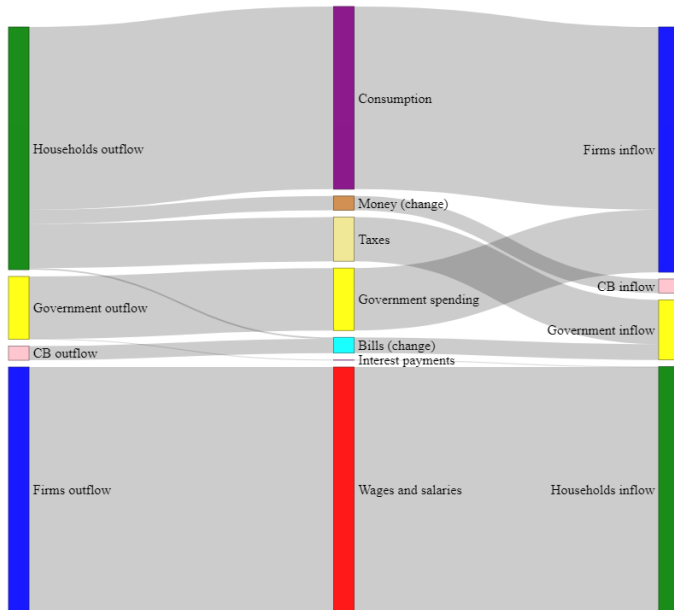 Consumption
Households outflow
Firms inflow
Money (change)
Taxes
CB inflow
Government outflow
Government spending
Government inflow
Bills (change)
CB outflow
Interest payments
Firms outflow
Wages and salaries
Households inflow